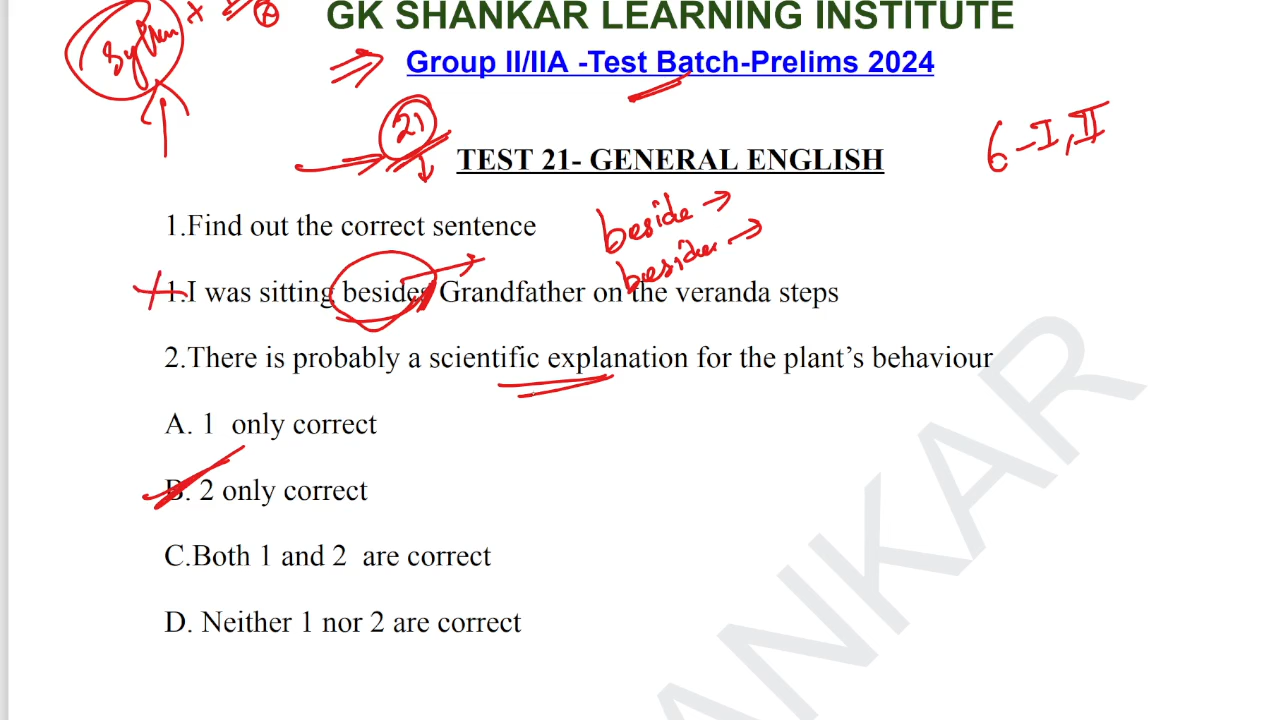 GK SHANKAR LEARNING INSTITUTE
Group II/IIA -Test Batch-Prelims 2024
21
6-I, II
TEST 21- GENERAL ENGLISH
1.Find out the correct sentence
beside →
besides →
1.I was sitting besides Grandfather on the veranda steps
2.There is probably a scientific explanation for the plant’s behaviour
A. 1 only correct
B. 2 only correct
C.Both 1 and 2 are correct
D. Neither 1 nor 2 are correct
ANKAR